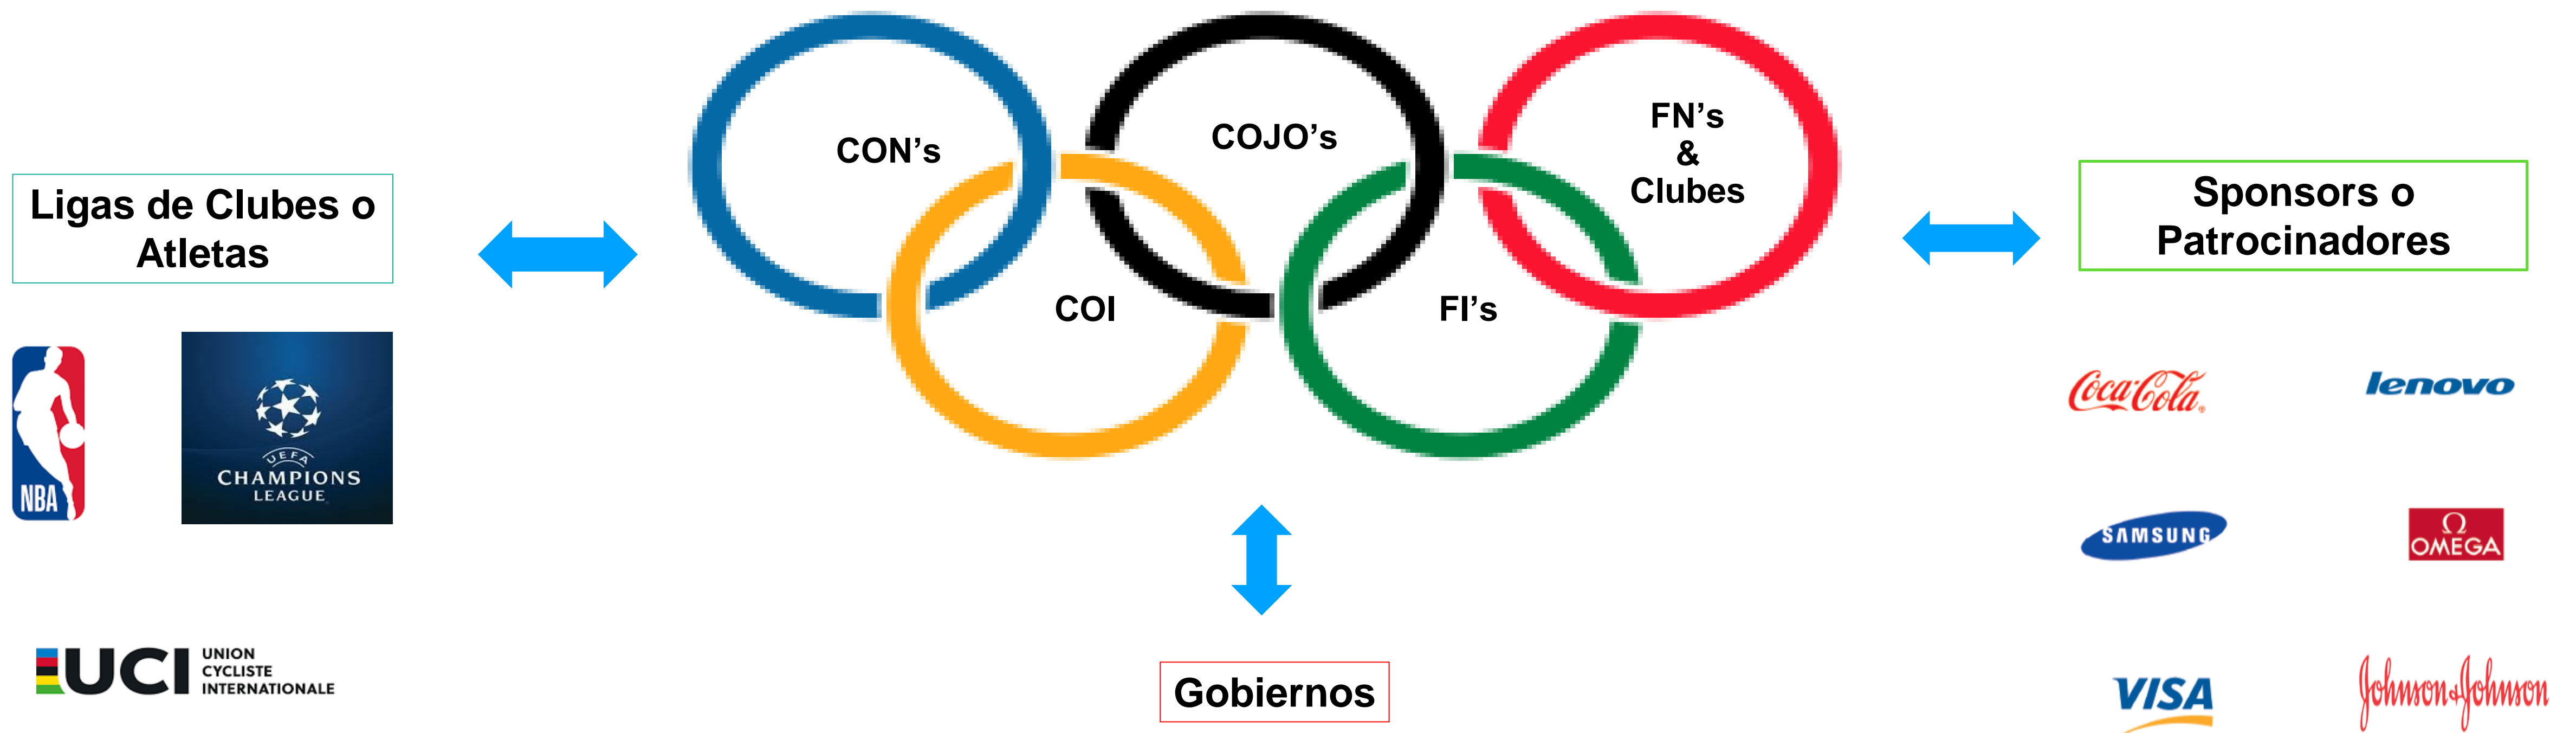 CON’s
COJO’s
FN’s
&
Clubes
COI
FI’s
Ligas de Clubes o
Atletas
NBA
UEFA
CHAMPIONS
LEAGUE
UCI
UNION
CYCLISTE
INTERNATIONALE
Gobiernos
Sponsors o
Patrocinadores
Coca-Cola®
lenovo
SAMSUNG
Ω
OMEGA
VISA
Johnson & Johnson